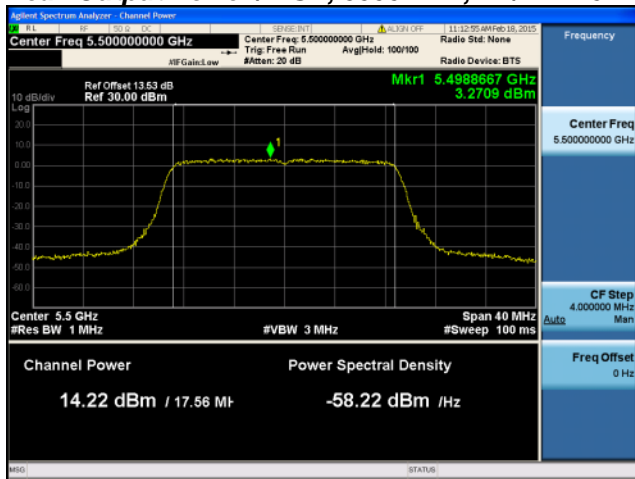 Agilent Spectrum Analyzer - Channel Power
RL RF 50 Ω DC SENSE:INT ALIGN OFF 11:12:55 AM Feb 18, 2015
Center Freq 5.500000000 GHz
Center Freq: 5.500000000 GHz
Radio Std: None
Trig: Free Run Avg|Hold: 100/100
#IFGain:Low #Atten: 20 dB Radio Device: BTS
Frequency
Ref Offset 13.53 dB
Mkr1 5.4988667 GHz
10 dB/div Ref 30.00 dBm
3.2709 dBm
Log
20.0
10.0
0.00
-10.0
-20.0
-30.0
-40.0
-50.0
-60.0
1
Center Freq
5.500000000 GHz
Center 5.5 GHz Span 40 MHz
#Res BW 1 MHz #VBW 3 MHz #Sweep 100 ms
CF Step
4.000000 MHz
Auto Man
Channel Power Power Spectral Density
14.22 dBm / 17.56 MH -58.22 dBm /Hz
Freq Offset
0 Hz
MSG STATUS